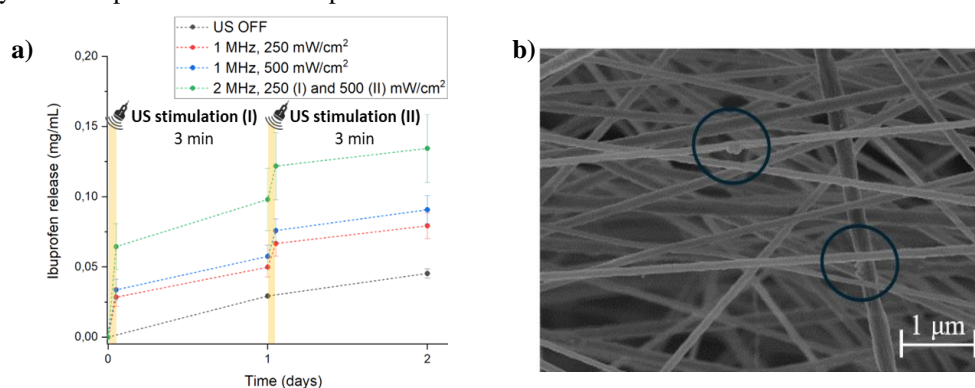 a)
US OFF
1 MHz, 250 mW/cm²
1 MHz, 500 mW/cm²
2 MHz, 250 (I) and 500 (II) mW/cm²
US stimulation (I)
3 min
US stimulation (II)
3 min
0,20
0,15
0,10
0,05
0,00
Ibuprofen release (mg/mL)
0
1
2
Time (days)
b)
1 μm